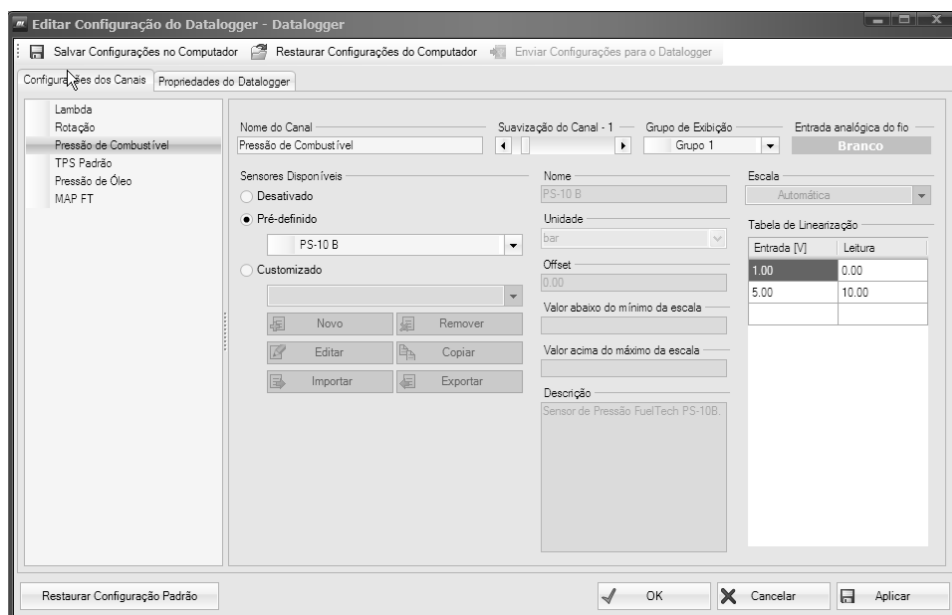 Editar Configuração do Datalogger - Datalogger
Salvar Configurações no Computador
Restaurar Configurações do Computador
Enviar Configurações para o Datalogger
Configurações dos Canais
Propriedades do Datalogger
Lambda
Rotação
Pressão de Combustível
TPS Padrão
Pressão de Óleo
MAP FT
Nome do Canal
Pressão de Combustível
Suavização do Canal - 1
Grupo de Exibição
Grupo 1
Entrada analógica do fio
Branco
Sensores Disponíveis
Desativado
Pré-definido
PS-10 B
Customizado
Novo
Remover
Editar
Copiar
Importar
Exportar
Nome
PS-10 B
Unidade
bar
Offset
0.00
Valor abaixo do mínimo da escala
Valor acima do máximo da escala
Descrição
Sensor de Pressão FuelTech PS-10B.
Escala
Automática
Tabela de Linearização
Entrada [V] Leitura
1.00 0.00
5.00 10.00
Restaurar Configuração Padrão
OK
Cancelar
Aplicar